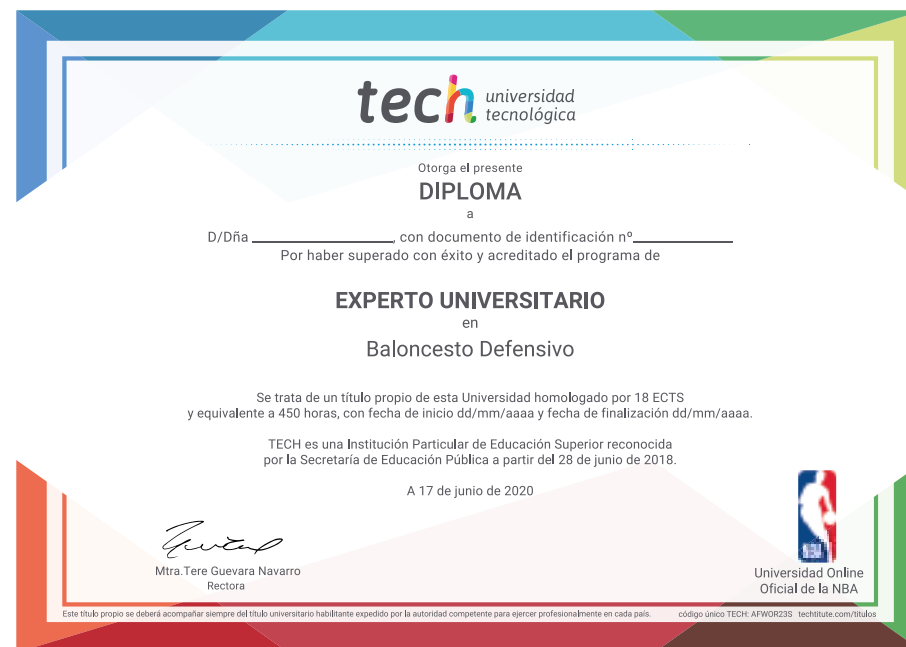 tech universidad
tecnológica
Otorga el presente
DIPLOMA
a
D/Dña ____________________, con documento de identificación nº______________
Por haber superado con éxito y acreditado el programa de
EXPERTO UNIVERSITARIO
en
Baloncesto Defensivo
Se trata de un título propio de esta Universidad homologado por 18 ECTS
y equivalente a 450 horas, con fecha de inicio dd/mm/aaaa y fecha de finalización dd/mm/aaaa.
TECH es una Institución Particular de Educación Superior reconocida
por la Secretaría de Educación Pública a partir del 28 de junio de 2018.
A 17 de junio de 2020
Mtra.Tere Guevara Navarro
Rectora
NBA
Universidad Online
Oficial de la NBA
Este título propio se deberá acompañar siempre del título universitario habilitante expedido por la autoridad competente para ejercer profesionalmente en cada país.
código único TECH: AFWOR23S techtitute.com/titulos